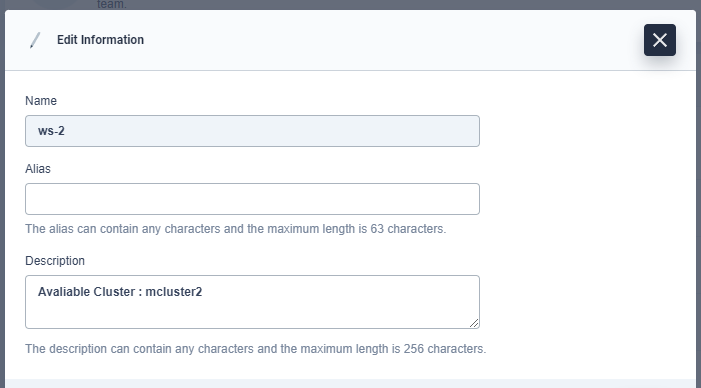 team.
Edit Information
Name
ws-2
Alias
The alias can contain any characters and the maximum length is 63 characters.
Description
Avaliable Cluster : mcluster2
The description can contain any characters and the maximum length is 256 characters.